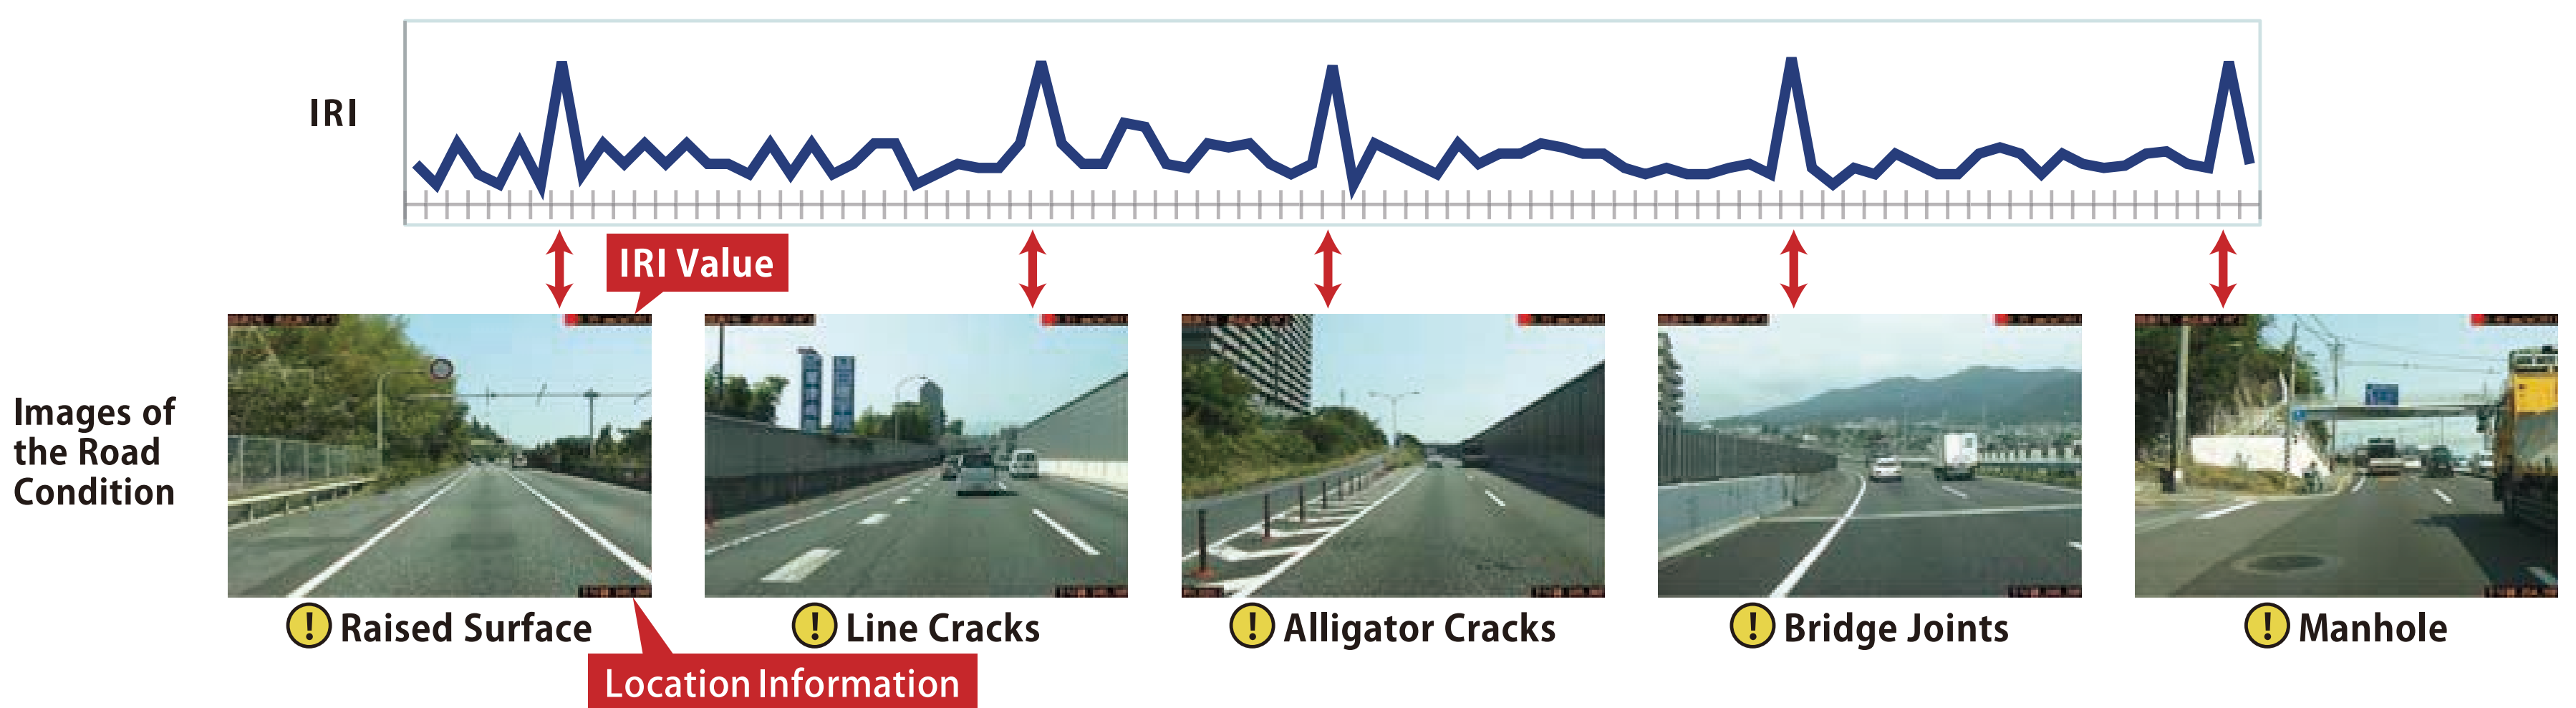 IRI
IRI Value
Images of
the Road
Condition
! Raised Surface
! Line Cracks
! Alligator Cracks
! Bridge Joints
! Manhole
Location Information